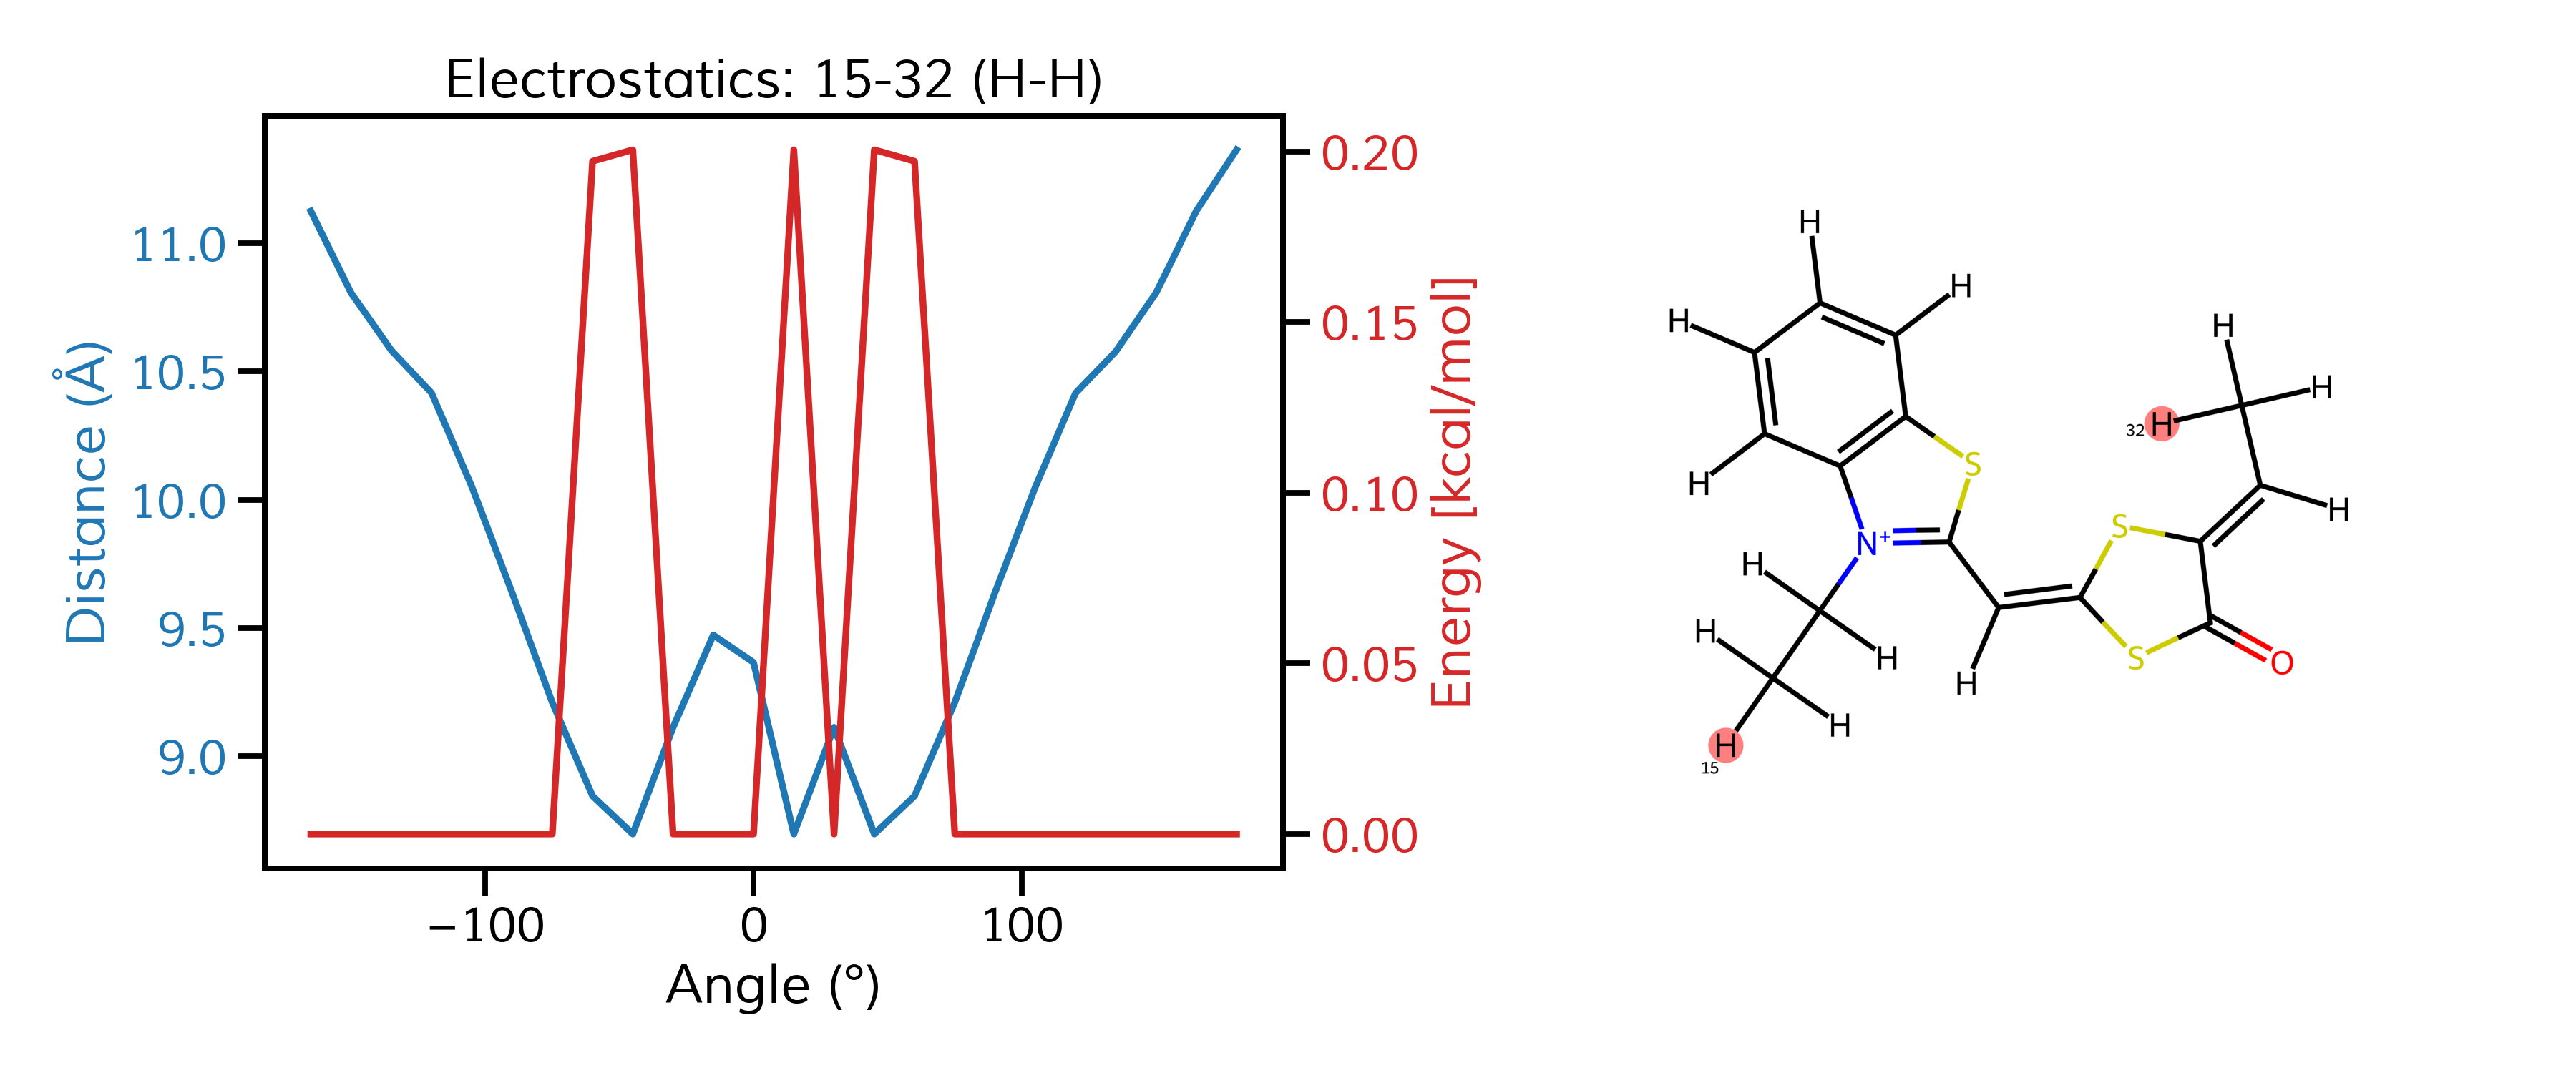 Electrostatics: 15-32 (H-H)
Distance (Å)
11.0
10.5
10.0
9.5
9.0
−100
0
100
Angle (°)
0.20
0.15
0.10
0.05
0.00
Energy [kcal/mol]
H
H
H
H
S
N+
H
H
H
H
H
15
H
S
S
O
H
H
32 H
H